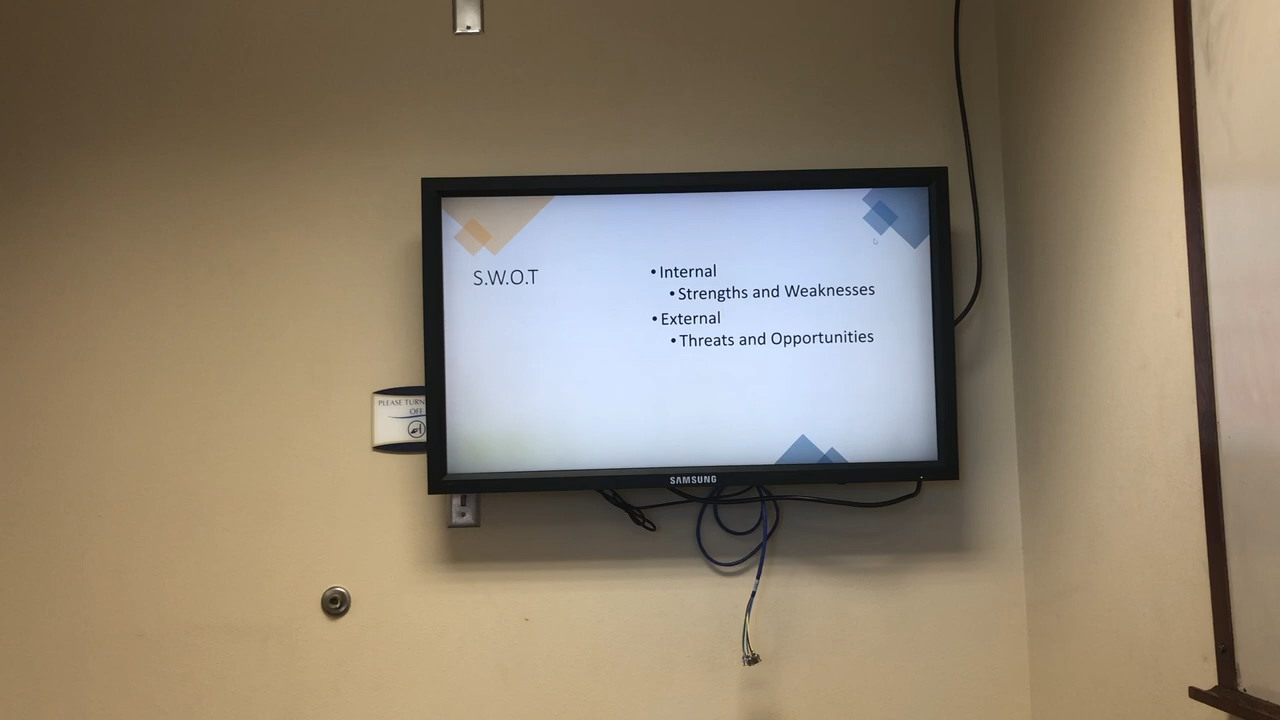 S.W.O.T
• Internal
• Strengths and Weaknesses
• External
• Threats and Opportunities
PLEASE TURN
OFF
SAMSUNG